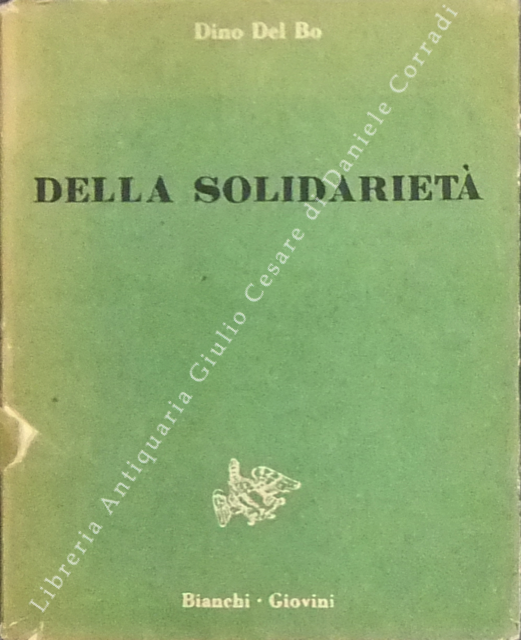 Dino Del Bo
DELLA SOLIDARIETÀ
Libreria Antiquaria Giulio Cesare di Daniele Corradi
Bianchi · Giovini